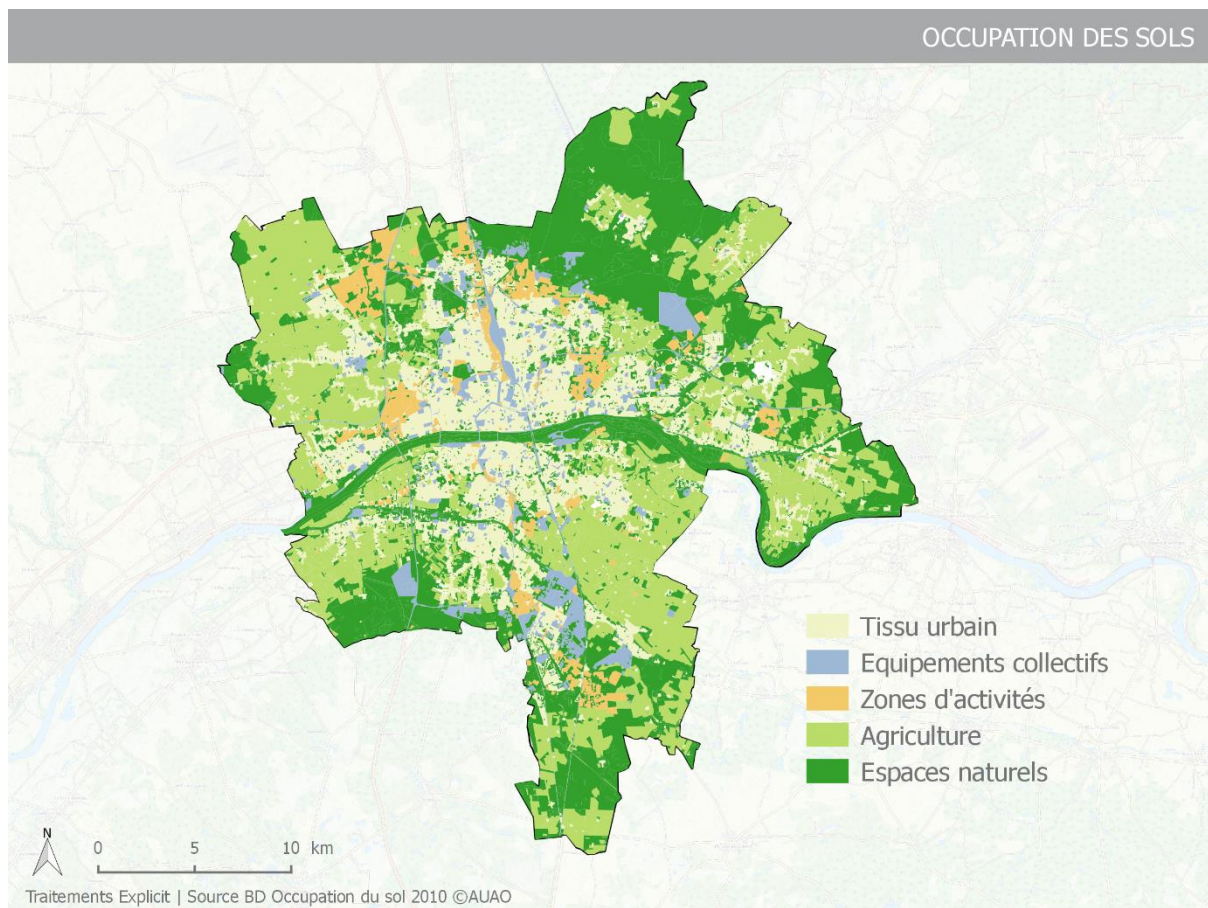 OCCUPATION DES SOLS
Tissu urbain
Equipements collectifs
Zones d'activités
Agriculture
Espaces naturels
N
0 5 10 km
Traitements Explicit | Source BD Occupation du sol 2010 ©AUAO